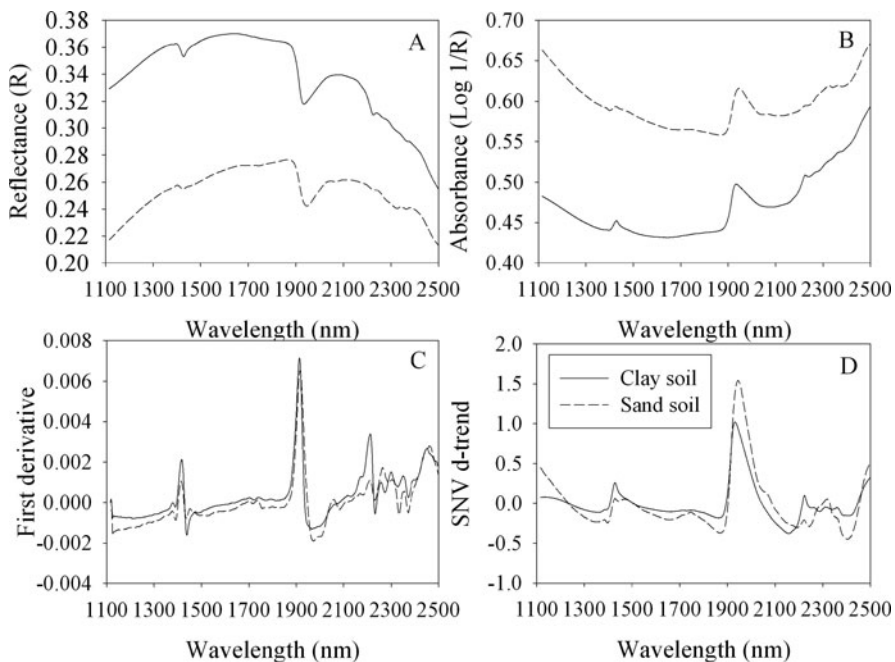 A
Reflectance (R)
0.38
0.36
0.34
0.32
0.30
0.28
0.26
0.24
0.22
0.20
1100 1300 1500 1700 1900 2100 2300 2500
Wavelength (nm)
B
Absorbance (Log 1/R)
0.70
0.65
0.60
0.55
0.50
0.45
0.40
1100 1300 1500 1700 1900 2100 2300 2500
Wavelength (nm)
C
First derivative
0.008
0.006
0.004
0.002
0.000
-0.002
-0.004
1100 1300 1500 1700 1900 2100 2300 2500
Wavelength (nm)
D
SNV d-trend
2.0
1.5
1.0
0.5
0.0
-0.5
-1.0
Clay soil
Sand soil
1100 1300 1500 1700 1900 2100 2300 2500
Wavelength (nm)